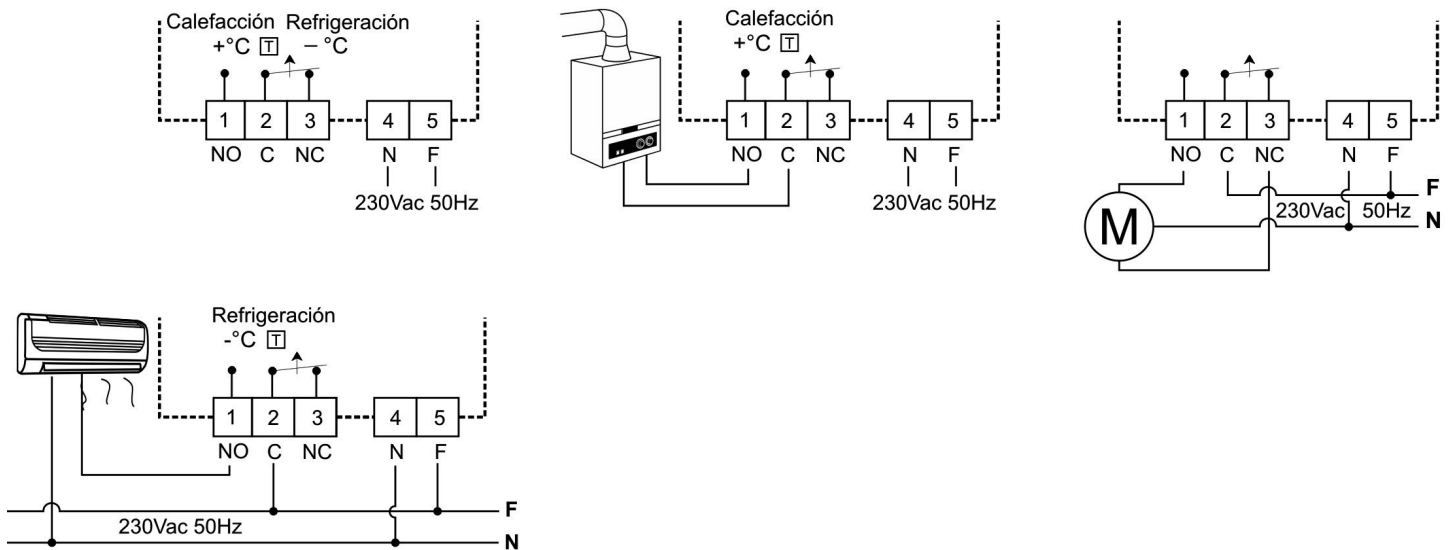 Calefacción Refrigeración
+°C T – °C
1 2 3 4 5
NO C NC N F
230Vac 50Hz
Calefacción
+°C T
1 2 3 4 5
NO C NC N F
230Vac 50Hz
1 2 3 4 5
NO C NC N F
F
230Vac 50Hz
N
M
Refrigeración
-°C T
1 2 3 4 5
NO C NC N F
F
230Vac 50Hz
N